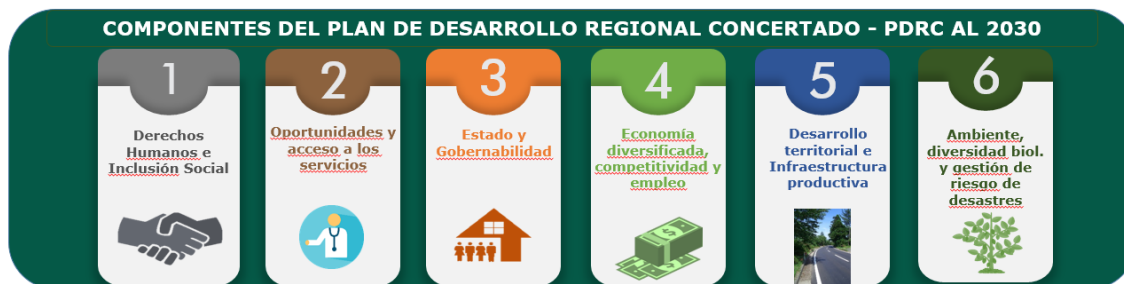 COMPONENTES DEL PLAN DE DESARROLLO REGIONAL CONCERTADO - PDRC AL 2030
1
Derechos
Humanos e
Inclusión Social
2
Oportunidades y
acceso a los
servicios
3
Estado y
Gobernabilidad
4
Economía
diversificada,
competitividad y
empleo
5
Desarrollo
territorial e
Infraestructura
productiva
6
Ambiente,
diversidad biol.
y gestión de
riesgo de
desastres